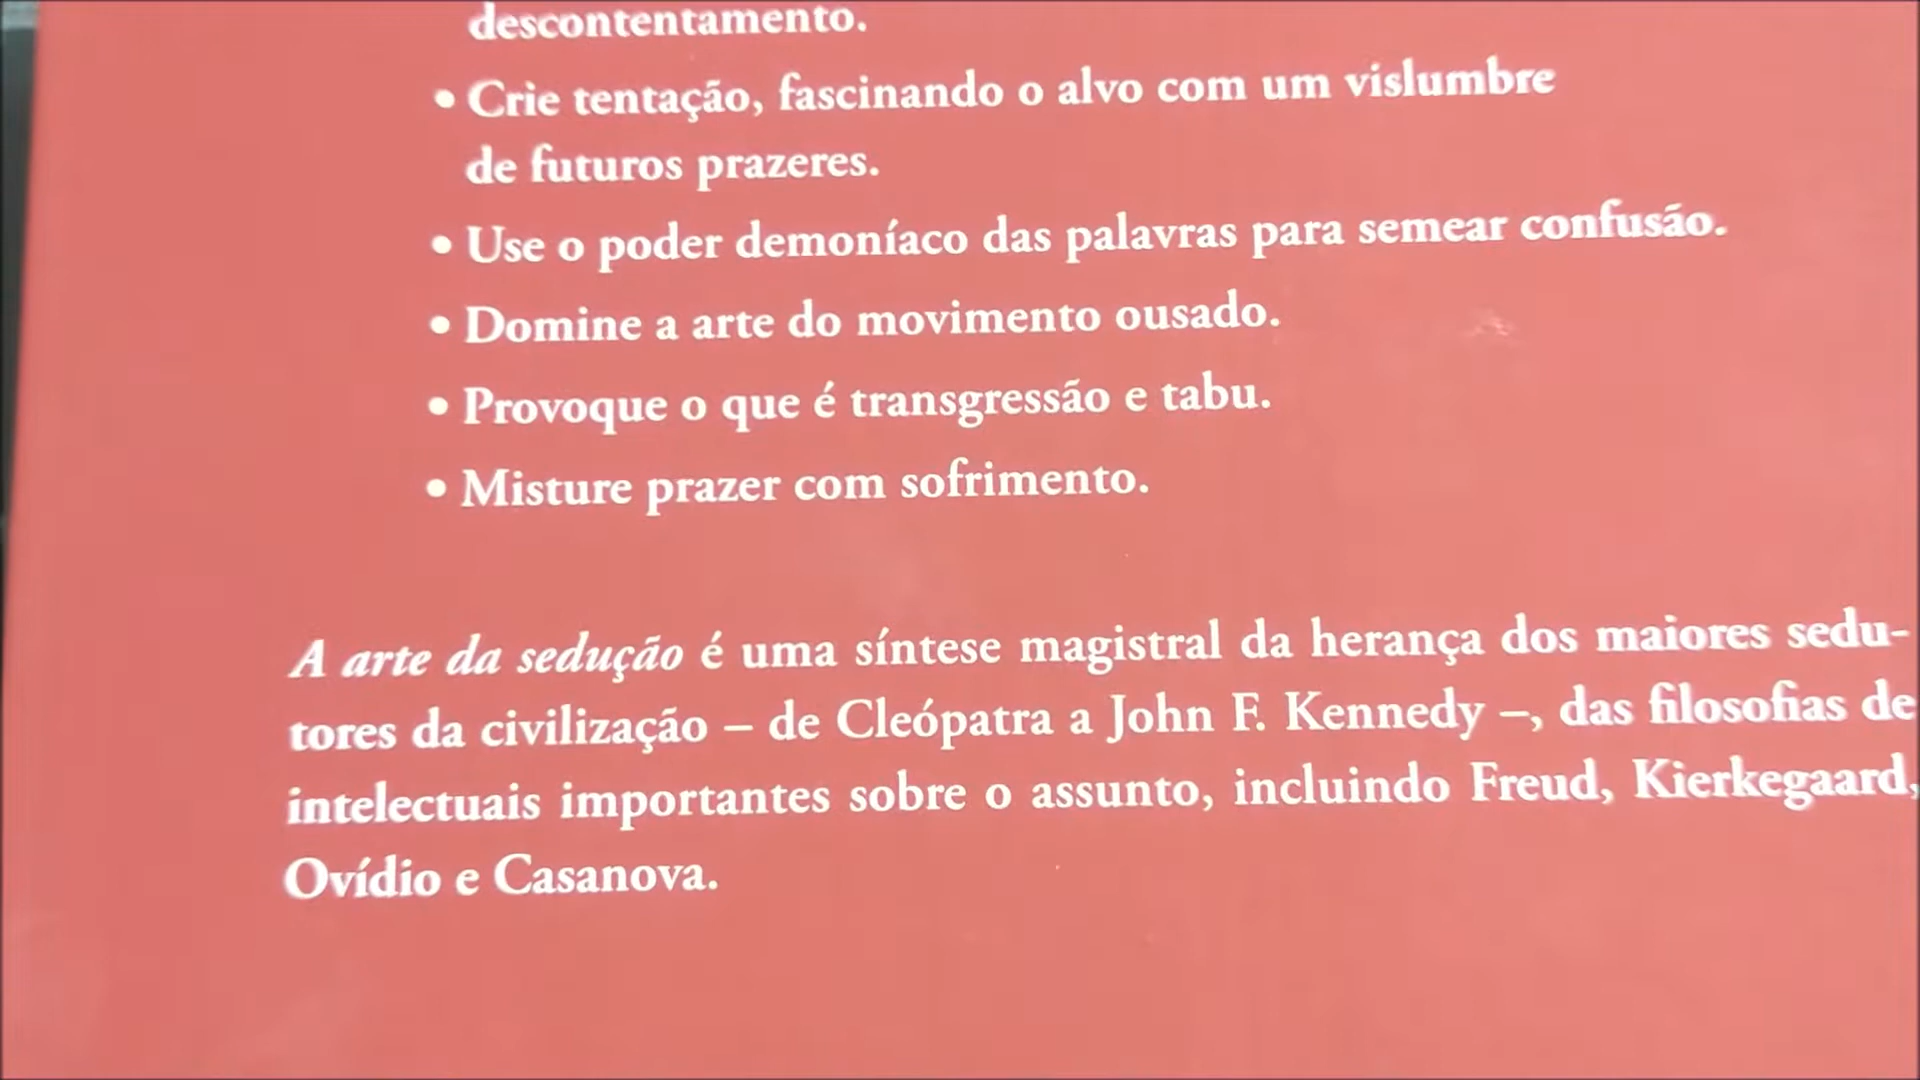 descontentamento.
• Crie tentação, fascinando o alvo com um vislumbre
de futuros prazeres.
• Use o poder demoníaco das palavras para semear confusão.
• Domine a arte do movimento ousado.
• Provoque o que é transgressão e tabu.
• Misture prazer com sofrimento.
A arte da sedução é uma síntese magistral da herança dos maiores sedu-
tores da civilização – de Cleópatra a John F. Kennedy –, das filosofias de
intelectuais importantes sobre o assunto, incluindo Freud, Kierkegaard,
Ovídio e Casanova.